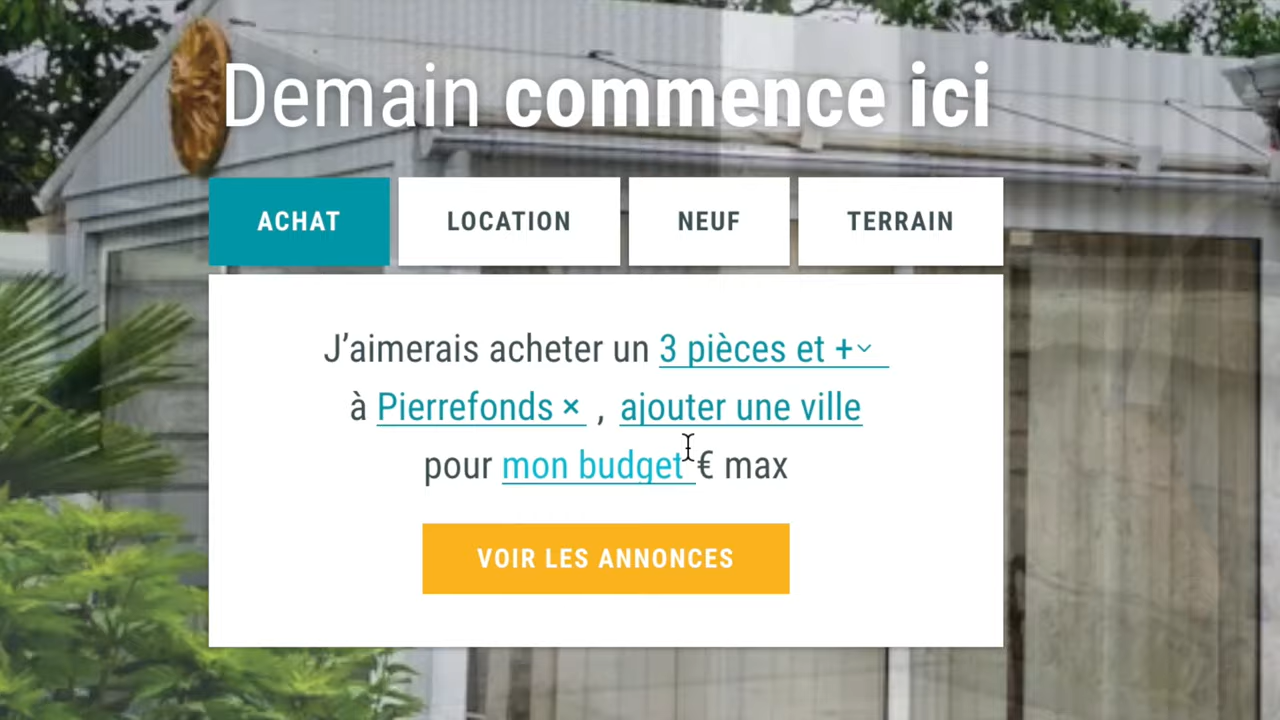 Demain commence ici
ACHAT LOCATION NEUF TERRAIN
J’aimerais acheter un 3 pièces et +
à Pierrefonds × , ajouter une ville
pour mon budget € max
VOIR LES ANNONCES